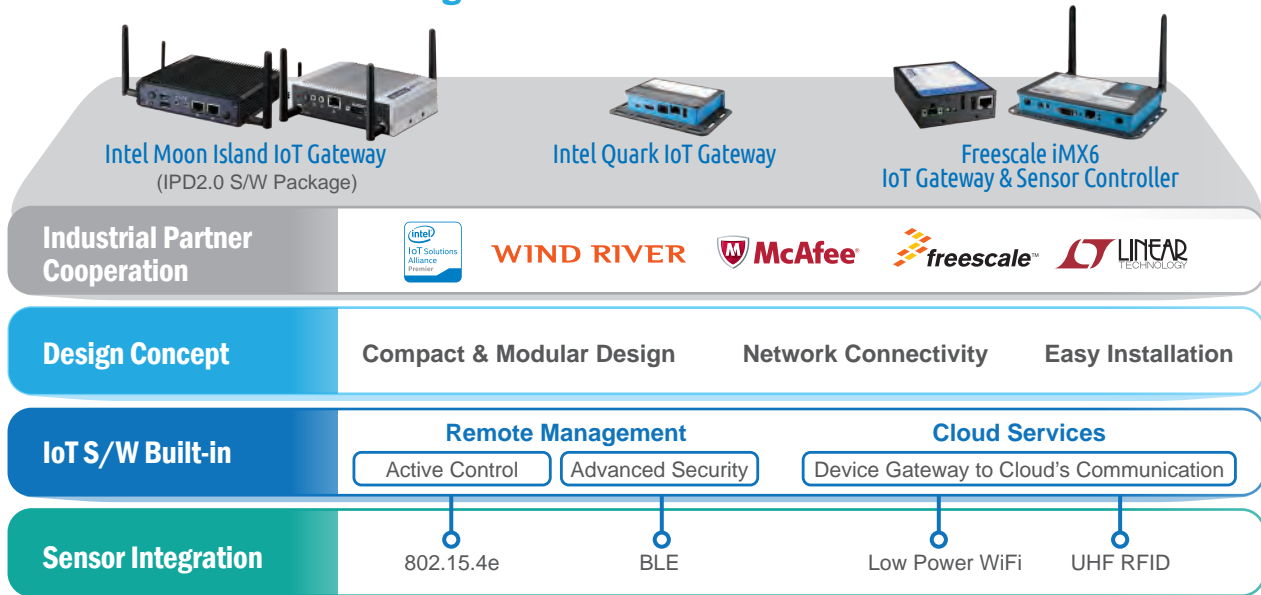 Intel Moon Island IoT Gateway
(IPD2.0 S/W Package)
Intel Quark IoT Gateway
Freescale iMX6
IoT Gateway & Sensor Controller
Industrial Partner
Cooperation
intel
IoT Solutions
Alliance
Premier
WIND RIVER
McAfee
freescale™
LINEAR
TECHNOLOGY
Design Concept
Compact & Modular Design
Network Connectivity
Easy Installation
IoT S/W Built-in
Remote Management
Active Control
Advanced Security
Cloud Services
Device Gateway to Cloud's Communication
Sensor Integration
802.15.4e
BLE
Low Power WiFi
UHF RFID